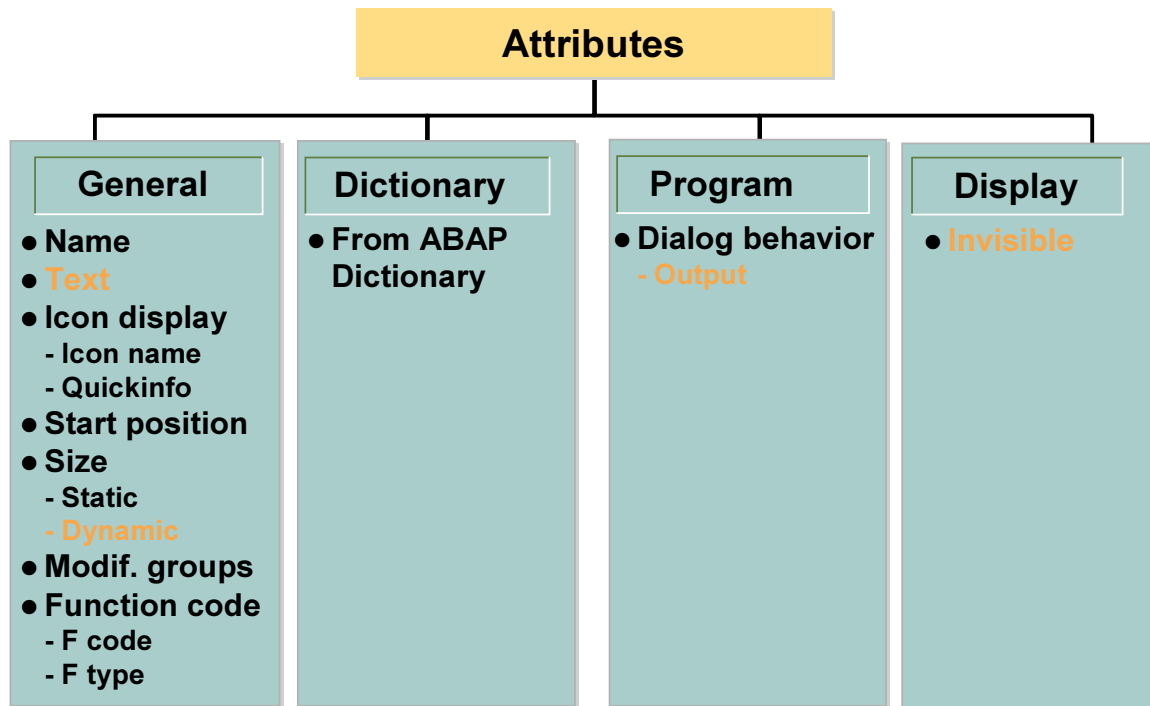 Attributes
General
● Name
● Text
● Icon display
- Icon name
- Quickinfo
● Start position
● Size
- Static
- Dynamic
● Modif. groups
● Function code
- F code
- F type
Dictionary
● From ABAP
Dictionary
Program
● Dialog behavior
- Output
Display
● Invisible